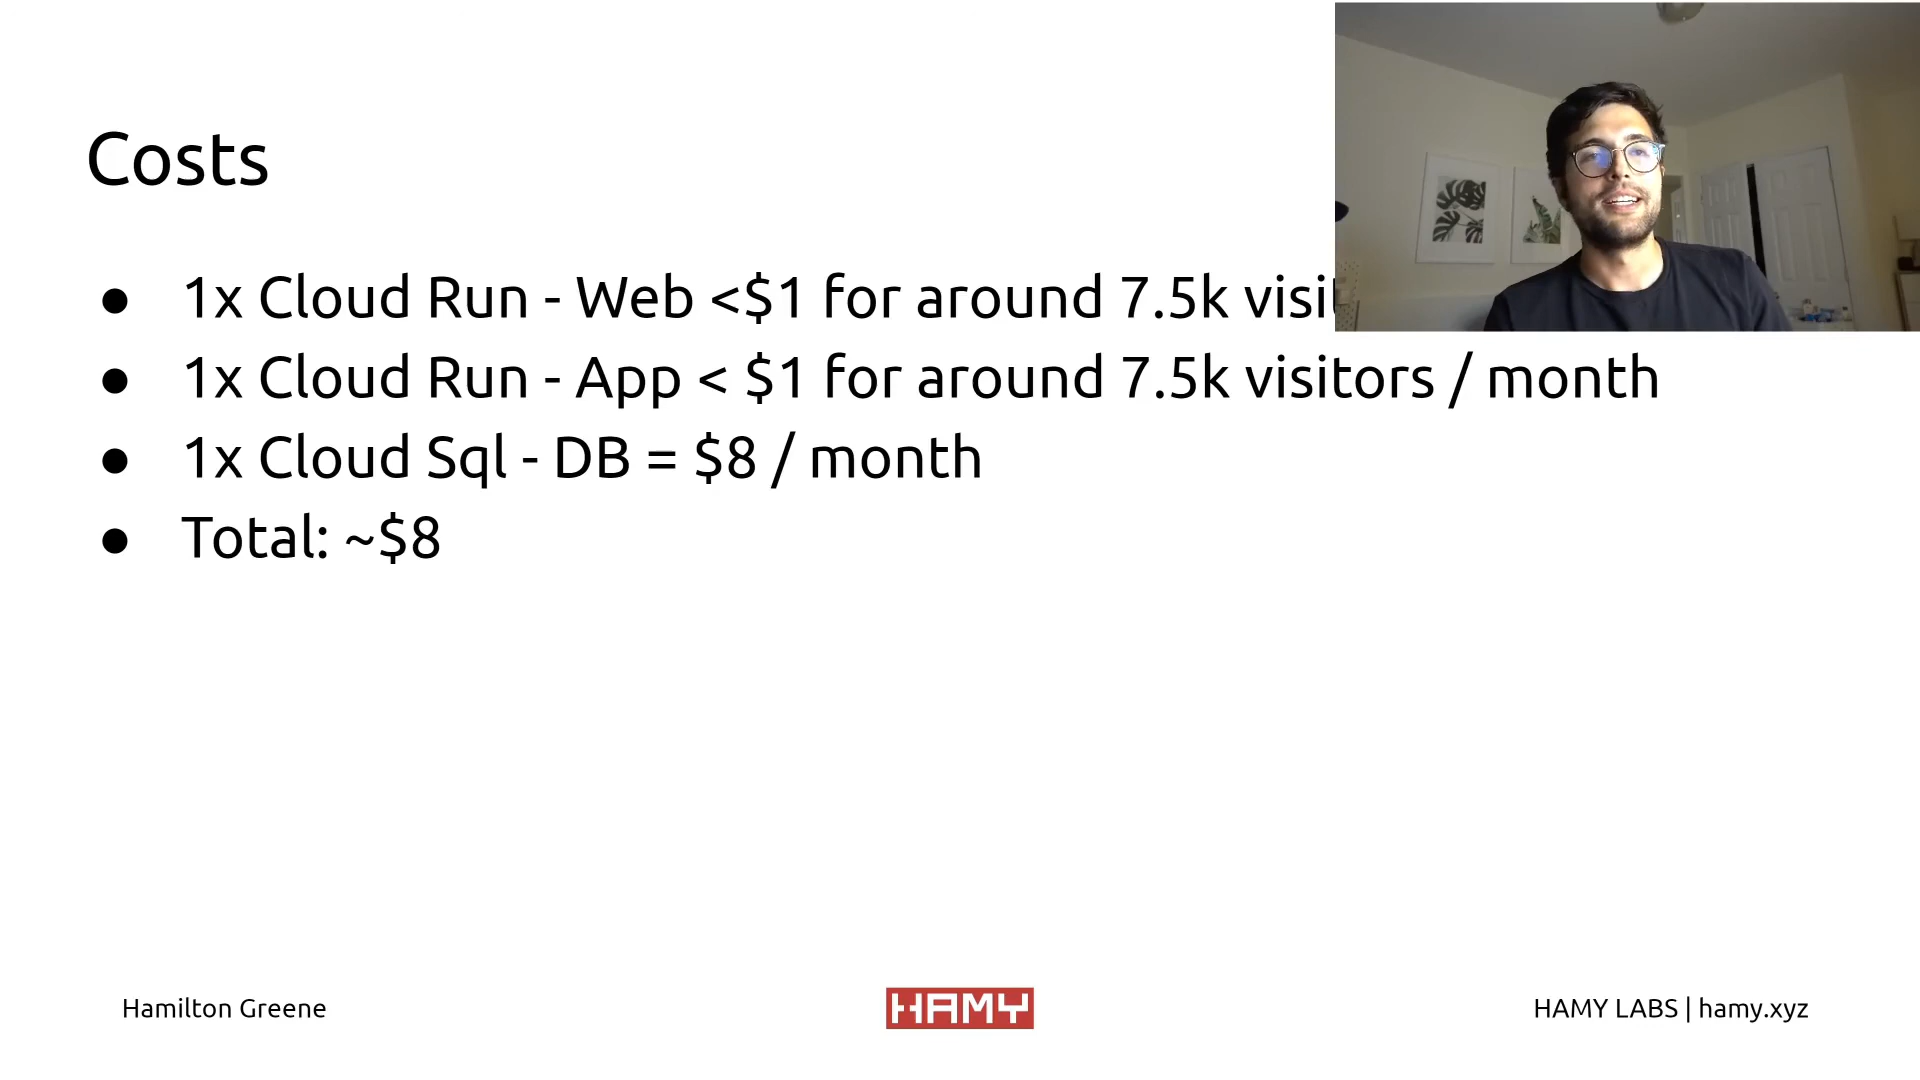 Costs
● 1x Cloud Run - Web <$1 for around 7.5k
● 1x Cloud Run - App < $1 for around 7.5k visitors / month
● 1x Cloud Sql - DB = $8 / month
● Total: ~$8
Hamilton Greene
HAMY
HAMY LABS | hamy.xyz